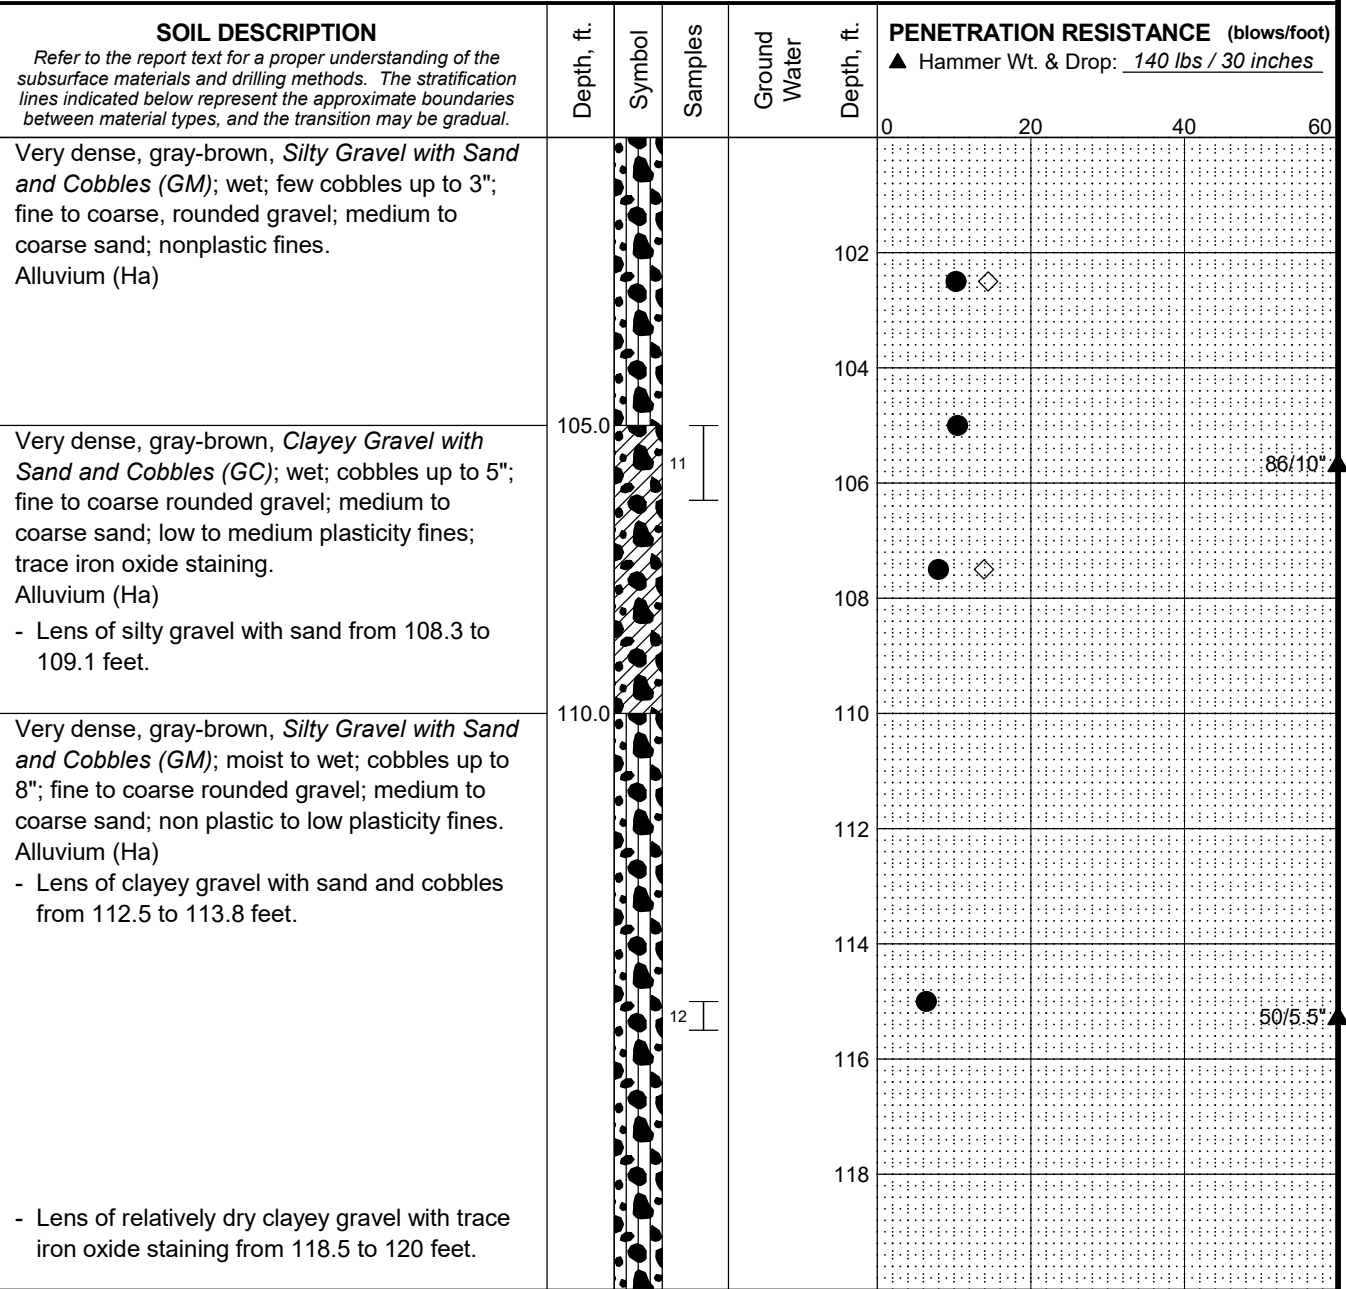 SOIL DESCRIPTION
Refer to the report text for a proper understanding of the
subsurface materials and drilling methods. The stratification
lines indicated below represent the approximate boundaries
between material types, and the transition may be gradual.
Depth, ft.
Symbol
Samples
Ground
Water
Depth, ft.
PENETRATION RESISTANCE (blows/foot)
▲ Hammer Wt. & Drop: 140 lbs / 30 inches
0 20 40 60
Very dense, gray-brown, Silty Gravel with Sand
and Cobbles (GM); wet; few cobbles up to 3";
fine to coarse, rounded gravel; medium to
coarse sand; nonplastic fines.
Alluvium (Ha)
105.0
Very dense, gray-brown, Clayey Gravel with
Sand and Cobbles (GC); wet; cobbles up to 5";
fine to coarse rounded gravel; medium to
coarse sand; low to medium plasticity fines;
trace iron oxide staining.
Alluvium (Ha)
- Lens of silty gravel with sand from 108.3 to
109.1 feet.
110.0
Very dense, gray-brown, Silty Gravel with Sand
and Cobbles (GM); moist to wet; cobbles up to
8"; fine to coarse rounded gravel; medium to
coarse sand; non plastic to low plasticity fines.
Alluvium (Ha)
- Lens of clayey gravel with sand and cobbles
from 112.5 to 113.8 feet.
- Lens of relatively dry clayey gravel with trace
iron oxide staining from 118.5 to 120 feet.
11
12
102
104
106
108
110
112
114
116
118
86/10"
50/5.5"